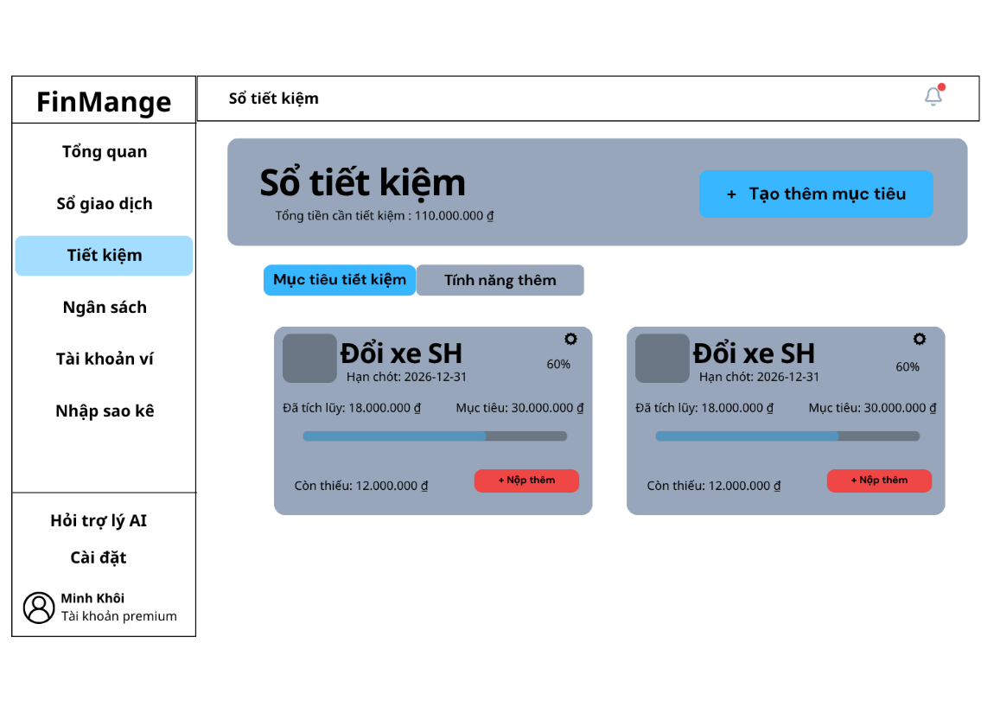 FinMange
Sổ tiết kiệm
Tổng quan
Sổ giao dịch
Tiết kiệm
Ngân sách
Tài khoản ví
Nhập sao kê
Hỏi trợ lý AI
Cài đặt
Minh Khôi
Tài khoản premium
Sổ tiết kiệm
Tổng tiền cần tiết kiệm : 110.000.000 ₫
+ Tạo thêm mục tiêu
Mục tiêu tiết kiệm
Tính năng thêm
Đổi xe SH
Hạn chót: 2026-12-31
60%
Đã tích lũy: 18.000.000 ₫
Mục tiêu: 30.000.000 ₫
Còn thiếu: 12.000.000 ₫
+ Nộp thêm
Đổi xe SH
Hạn chót: 2026-12-31
60%
Đã tích lũy: 18.000.000 ₫
Mục tiêu: 30.000.000 ₫
Còn thiếu: 12.000.000 ₫
+ Nộp thêm